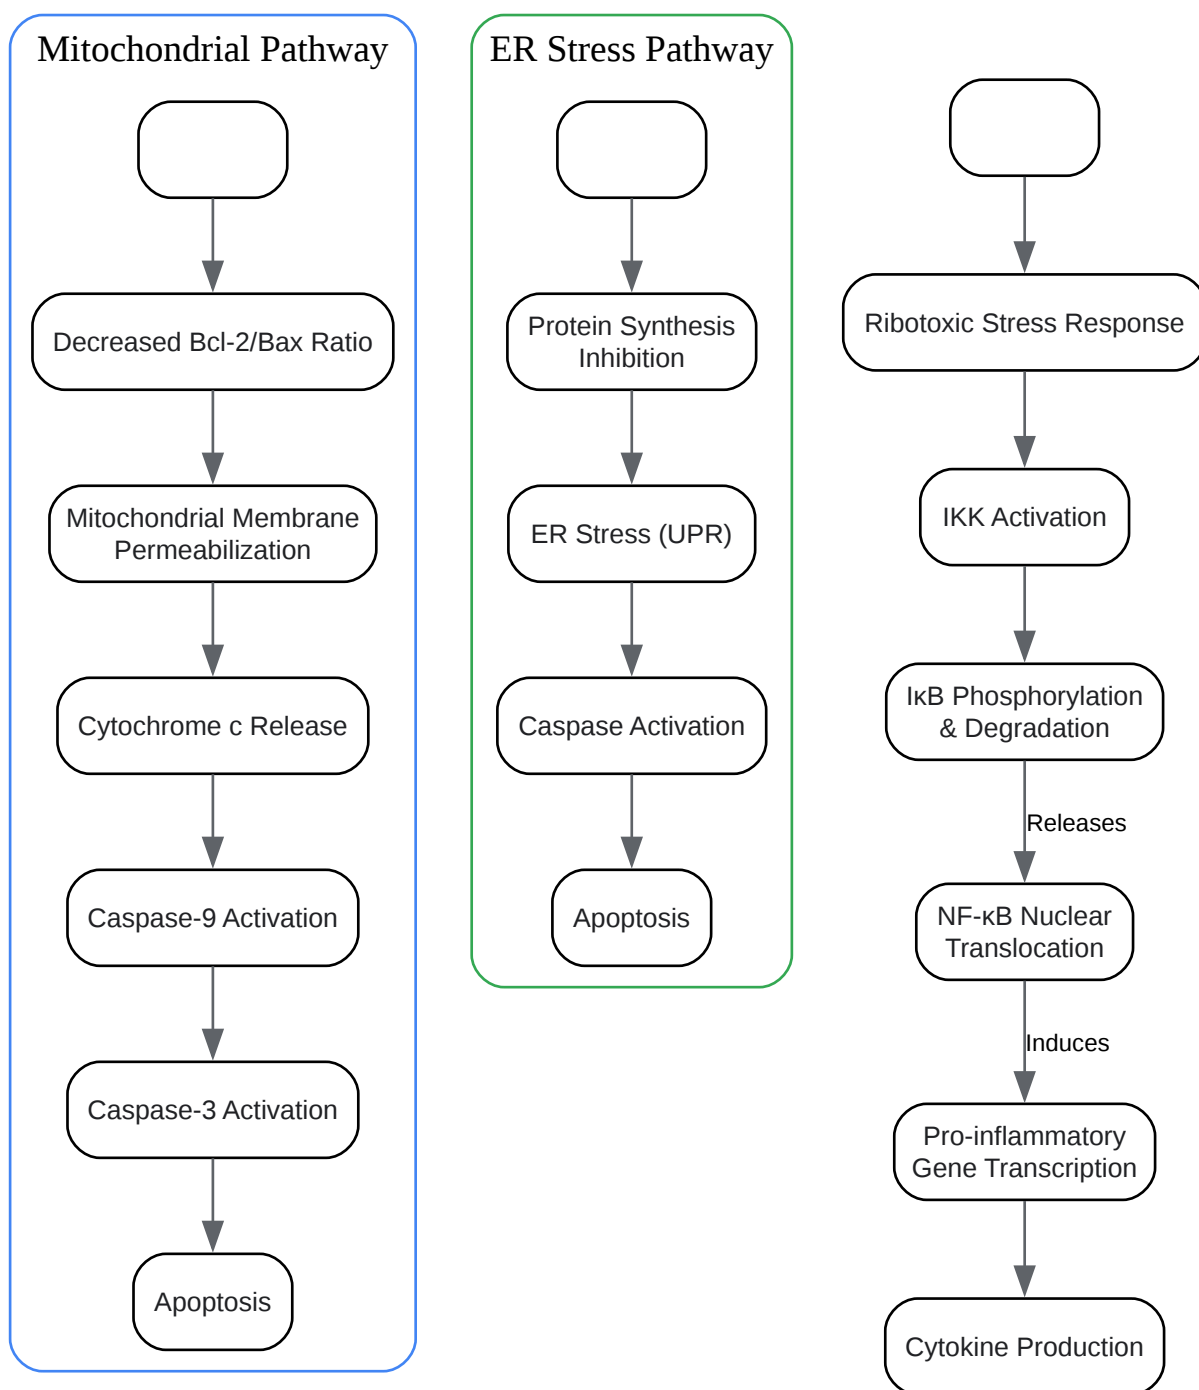 Mitochondrial Pathway
Decreased Bcl-2/Bax Ratio
Mitochondrial Membrane
Permeabilization
Cytochrome c Release
Caspase-9 Activation
Caspase-3 Activation
Apoptosis
ER Stress Pathway
Protein Synthesis
Inhibition
ER Stress (UPR)
Caspase Activation
Apoptosis
Ribotoxic Stress Response
IKK Activation
IκB Phosphorylation
& Degradation
Releases
NF-κB Nuclear
Translocation
Induces
Pro-inflammatory
Gene Transcription
Cytokine Production